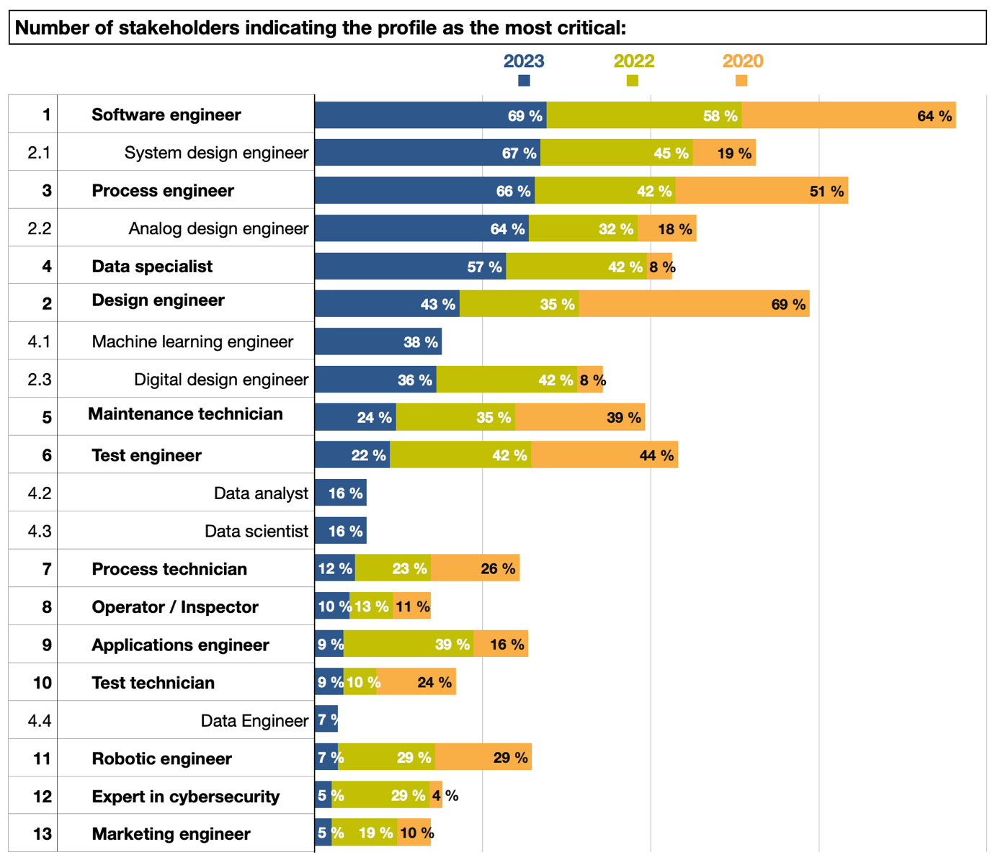 Number of stakeholders indicating the profile as the most critical:
2023 2022 2020
1 Software engineer 69 % 58 % 64 %
2.1 System design engineer 67 % 45 % 19 %
3 Process engineer 66 % 42 % 51 %
2.2 Analog design engineer 64 % 32 % 18 %
4 Data specialist 57 % 42 % 8 %
2 Design engineer 43 % 35 % 69 %
4.1 Machine learning engineer 38 %
2.3 Digital design engineer 36 % 42 % 8 %
5 Maintenance technician 24 % 35 % 39 %
6 Test engineer 22 % 42 % 44 %
4.2 Data analyst 16 %
4.3 Data scientist 16 %
7 Process technician 12 % 23 % 26 %
8 Operator / Inspector 10 % 13 % 11 %
9 Applications engineer 9 % 39 % 16 %
10 Test technician 9 % 10 % 24 %
4.4 Data Engineer 7 %
11 Robotic engineer 7 % 29 % 29 %
12 Expert in cybersecurity 5 % 29 % 4 %
13 Marketing engineer 5 % 19 % 10 %